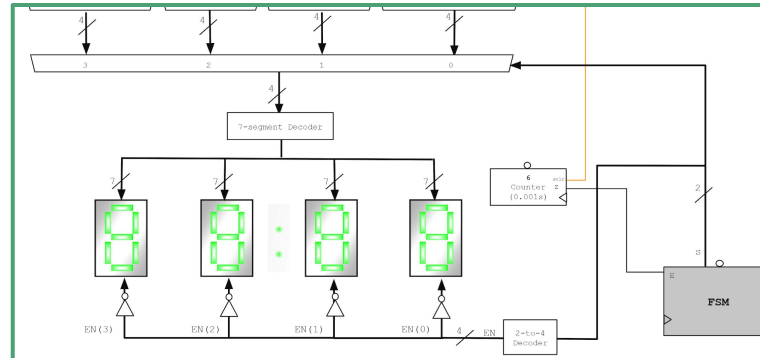 4 4 4 4
3 2 1 0
4
7-segment Decoder
7 7 7 7
6
Counter
(0.001s)
sclr
z
2
S
E
FSM
EN(3) EN(2) EN(1) EN(0) 4 EN
2-to-4
Decoder